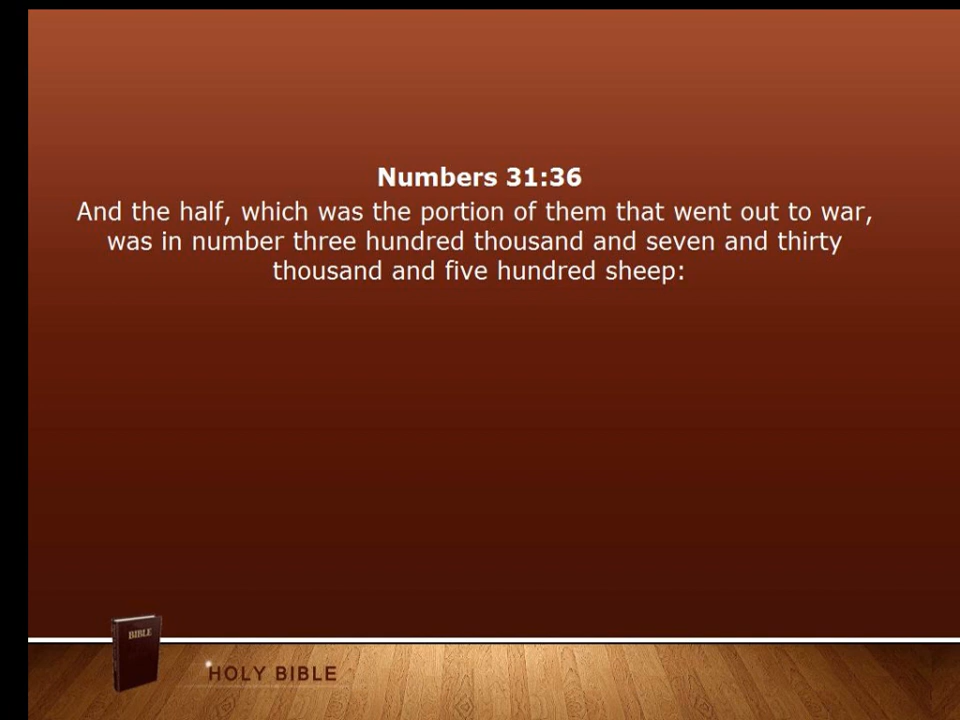 Numbers 31:36
And the half, which was the portion of them that went out to war,
was in number three hundred thousand and seven and thirty
thousand and five hundred sheep:
BIBLE
HOLY BIBLE